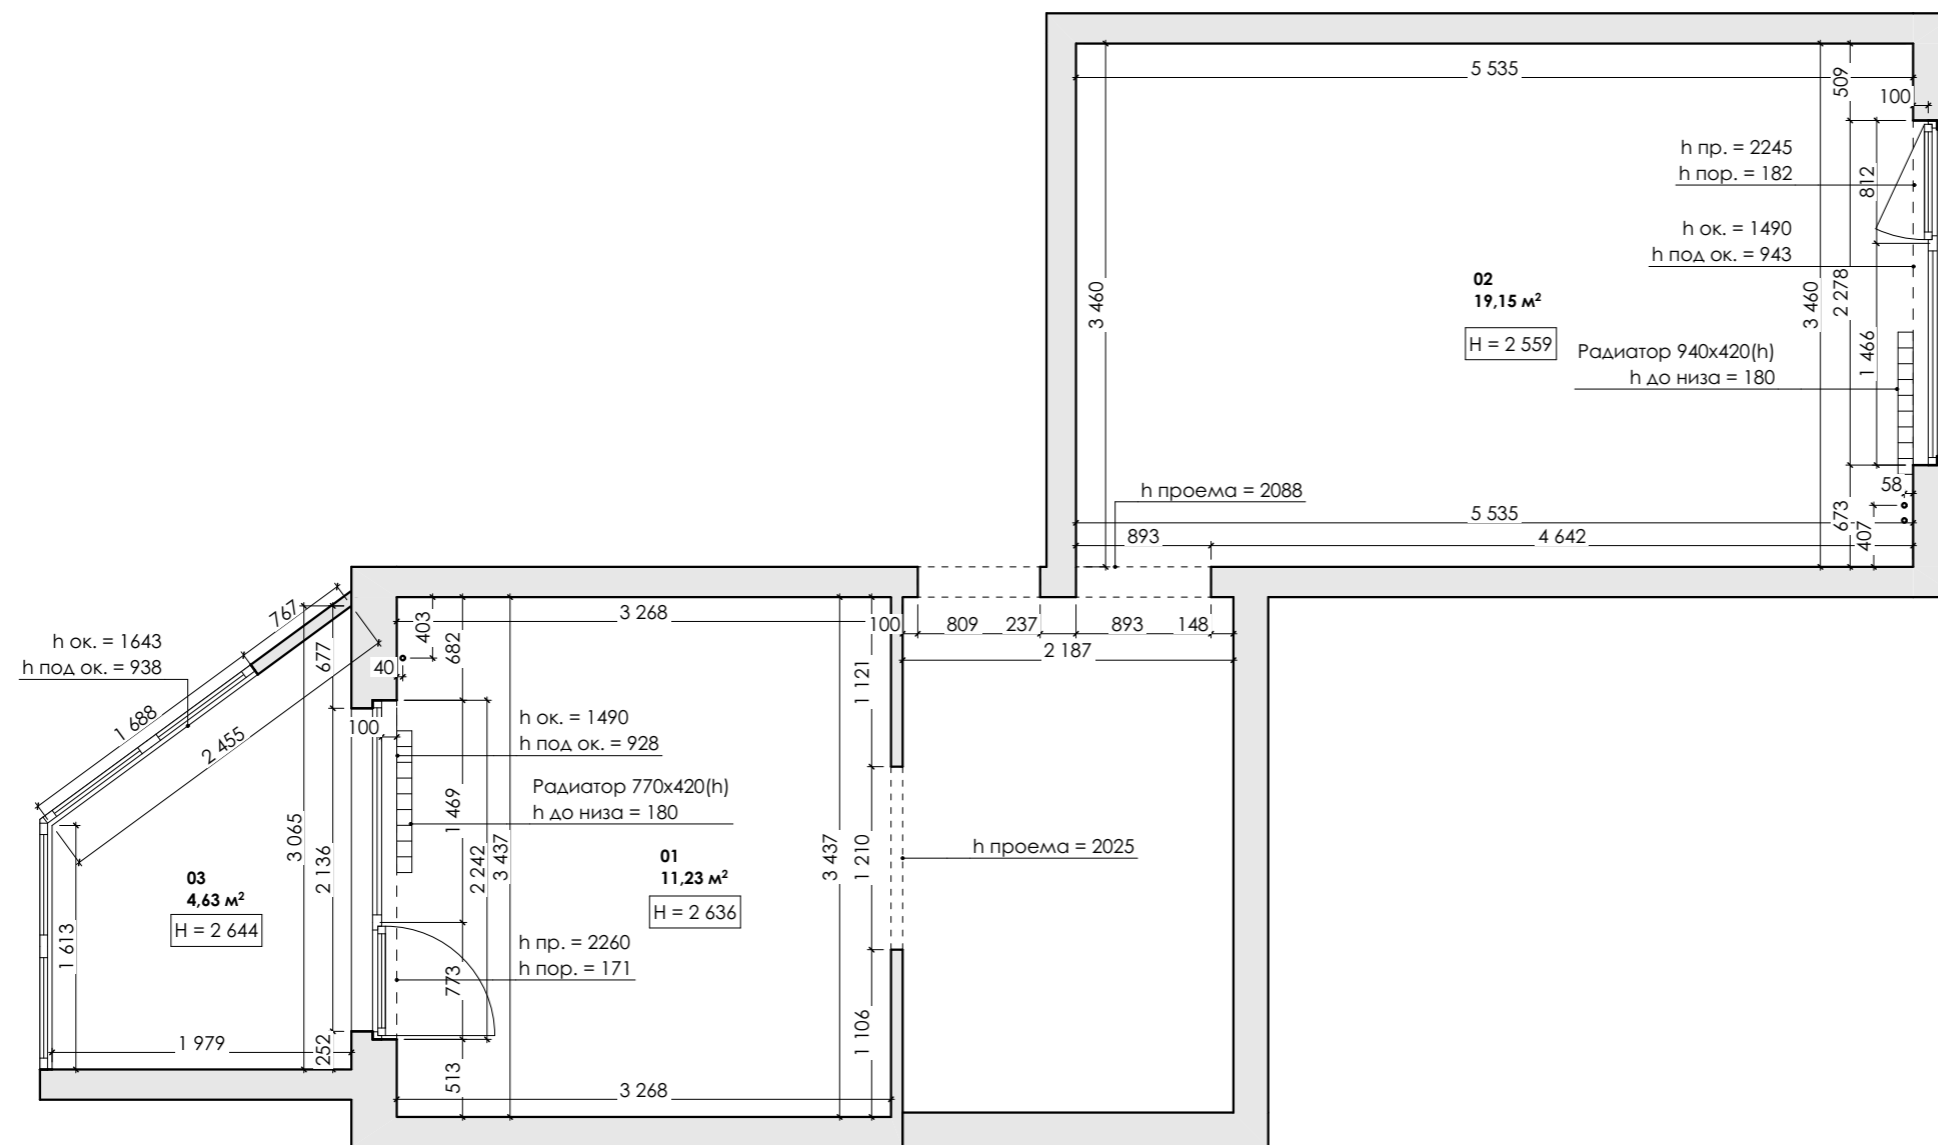 5 535
509
100
h пр. = 2245
h пор. = 182
812
h ок. = 1490
h под ок. = 943
3 460
02
19,15 м²
H = 2 559
3 460
2 278
1 466
Радиатор 940x420(h)
h до низа = 180
58
h проема = 2088
5 535
673
407
893
4 642
767
h ок. = 1643
h под ок. = 938
677
403
682
3 268
100
809
237
893
148
2 187
40
1 121
1 688
2 455
100
h ок. = 1490
h под ок. = 928
Радиатор 770x420(h)
h до низа = 180
1 469
3 065
2 136
2 242
3 437
3 437
1 210
h проема = 2025
01
11,23 м²
H = 2 636
03
4,63 м²
H = 2 644
1 613
h пр. = 2260
h пор. = 171
773
1 979
252
513
1 106
3 268